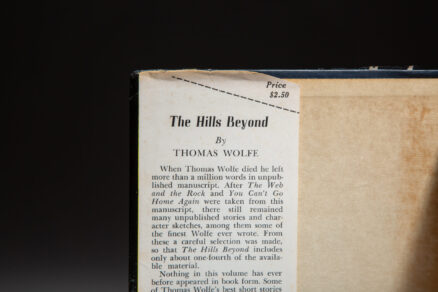 Price
$2.50
The Hills Beyond
By
THOMAS WOLFE
When Thomas Wolfe died he left
more than a million words in unpub-
lished manuscript. After The Web
and the Rock and You Can't Go
Home Again were taken from this
manuscript, there still remained
many unpublished stories and char-
acter sketches, among them some of
the finest Wolfe ever wrote. From
these a careful selection was made,
so that The Hills Beyond includes
only about one-fourth of the availa-
ble material.
Nothing in this volume has ever
before appeared in book form. Some
of Thomas Wolfe's best short stories